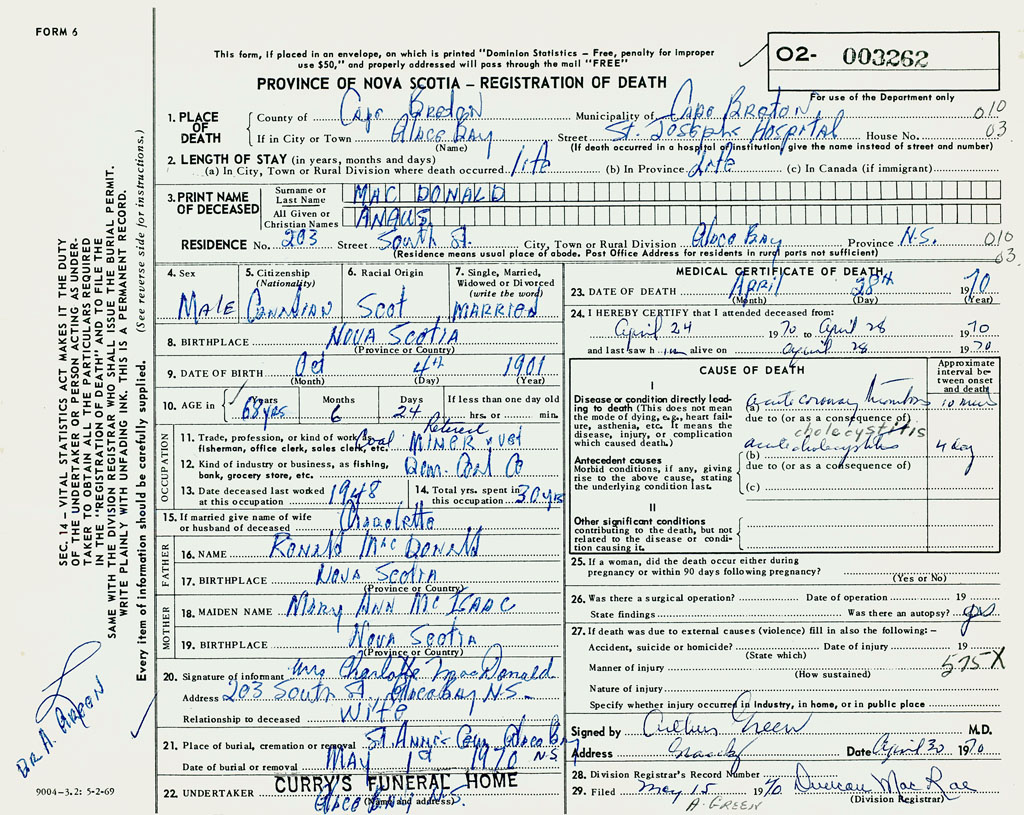 FORM 6
This form, if placed in an envelope, on which is printed "Dominion Statistics – Free, penalty for improper
use $50," and properly addressed will pass through the mail "FREE"
O2- 003262
PROVINCE OF NOVA SCOTIA – REGISTRATION OF DEATH
For use of the Department only
1. PLACE OF DEATH
County of Cape Breton Municipality of Cape Breton 010
If in City or Town Glace Bay Street St. Josephs Hospital House No. 03
(Name) (If death occurred in a hospital or institution, give the name instead of street and number)
2. LENGTH OF STAY (in years, months and days)
(a) In City, Town or Rural Division where death occurred life (b) In Province Life (c) In Canada (if immigrant)
3. PRINT NAME OF DECEASED
Surname or Last Name MAC DONALD
All Given or Christian Names ANGUS
RESIDENCE No. 203 Street South St. City, Town or Rural Division Glace Bay Province N.S. 010
(Residence means usual place of abode. Post Office Address for residents in rural parts not sufficient) 03
4. Sex 5. Citizenship (Nationality) 6. Racial Origin 7. Single, Married, Widowed or Divorced (write the word)
MALE Canadian Scot MARRIED
8. BIRTHPLACE NOVA SCOTIA
(Province or Country)
9. DATE OF BIRTH Oct 4th 1901
(Month) (Day) (Year)
10. AGE in Years Months Days If less than one day old
68 yrs 6 24 hrs. or min.
OCCUPATION
Retired
11. Trade, profession, or kind of work as fisherman, office clerk, sales clerk, etc. Coal MINER
12. Kind of industry or business, as fishing, bank, grocery store, etc. Dom. Coal Co
13. Date deceased last worked at this occupation 1948 14. Total yrs. spent in this occupation 30 yrs
15. If married give name of wife or husband of deceased Charolette
FATHER
16. NAME Ronald MacDonald
17. BIRTHPLACE Nova Scotia
(Province or Country)
MOTHER
18. MAIDEN NAME Mary Ann McIsaac
19. BIRTHPLACE Nova Scotia
(Province or Country)
20. Signature of informant Mrs Charlotte MacDonald
Address 203 South St Glace Bay N.S.
Relationship to deceased Wife
21. Place of burial, cremation or removal St Anne's Cem Glace Bay
Date of burial or removal MAY 1st 1970 N.S.
22. UNDERTAKER CURRY'S FUNERAL HOME
Glace Bay N.S.
(Name and address)
MEDICAL CERTIFICATE OF DEATH
23. DATE OF DEATH April 28th 1970
(Month) (Day) (Year)
24. I HEREBY CERTIFY that I attended deceased from:
April 24 1970 to April 28 1970
and last saw him alive on April 28 1970
CAUSE OF DEATH
Approximate interval between onset and death
I
Disease or condition directly leading to death (This does not mean the mode of dying, e.g., heart failure, asthenia, etc. It means the disease, injury, or complication which caused death.)
(a) acute coronary thrombosis 10 min
due to (or as a consequence of)
cholecystitis
(b) acute cholecystitis 4 day
Antecedent causes
Morbid conditions, if any, giving rise to the above cause, stating the underlying condition last.
due to (or as a consequence of)
(c)
II
Other significant conditions
contributing to the death, but not related to the disease or condition causing it.
25. If a woman, did the death occur either during pregnancy or within 90 days following pregnancy?
(Yes or No)
26. Was there a surgical operation? Date of operation 19
State findings Was there an autopsy? yes
27. If death was due to external causes (violence) fill in also the following: –
Accident, suicide or homicide? Date of injury 19
(State which) 575X
Manner of injury
(How sustained)
Nature of injury
Specify whether injury occurred in industry, in home, or in public place
Signed by Arthur Green M.D.
Address Date April 30 1970
28. Division Registrar's Record Number
29. Filed May 15 1970 Duncan MacRae
A. GREEN (Division Registrar)
SEC. 14 – VITAL STATISTICS ACT MAKES IT THE DUTY
OF THE UNDERTAKER OR PERSON ACTING AS UNDER-
TAKER TO OBTAIN ALL THE PARTICULARS REQUIRED
IN THE "REGISTRATION OF DEATH" AND TO FILE THE
SAME WITH THE DIVISION REGISTRAR WHO SHALL ISSUE THE BURIAL PERMIT.
WRITE PLAINLY WITH UNFADING INK. THIS IS A PERMANENT RECORD.
Every item of information should be carefully supplied. (See reverse side for instructions.)
DR A. GREEN
9004-3.2: 5-2-69